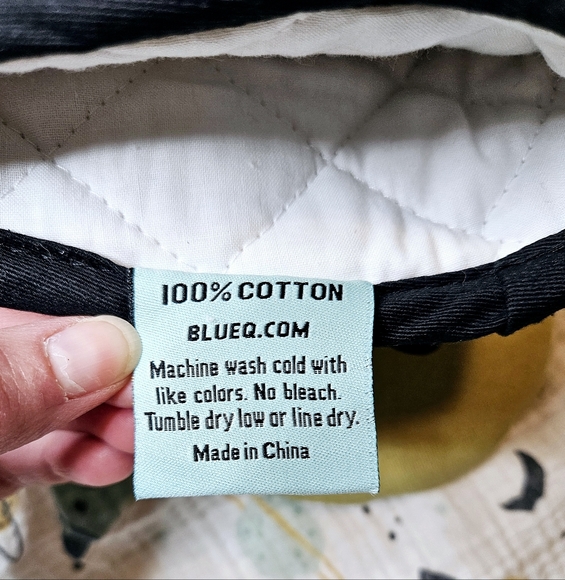 100% COTTON
BLUEQ.COM
Machine wash cold with
like colors. No bleach.
Tumble dry low or line dry.
Made in China